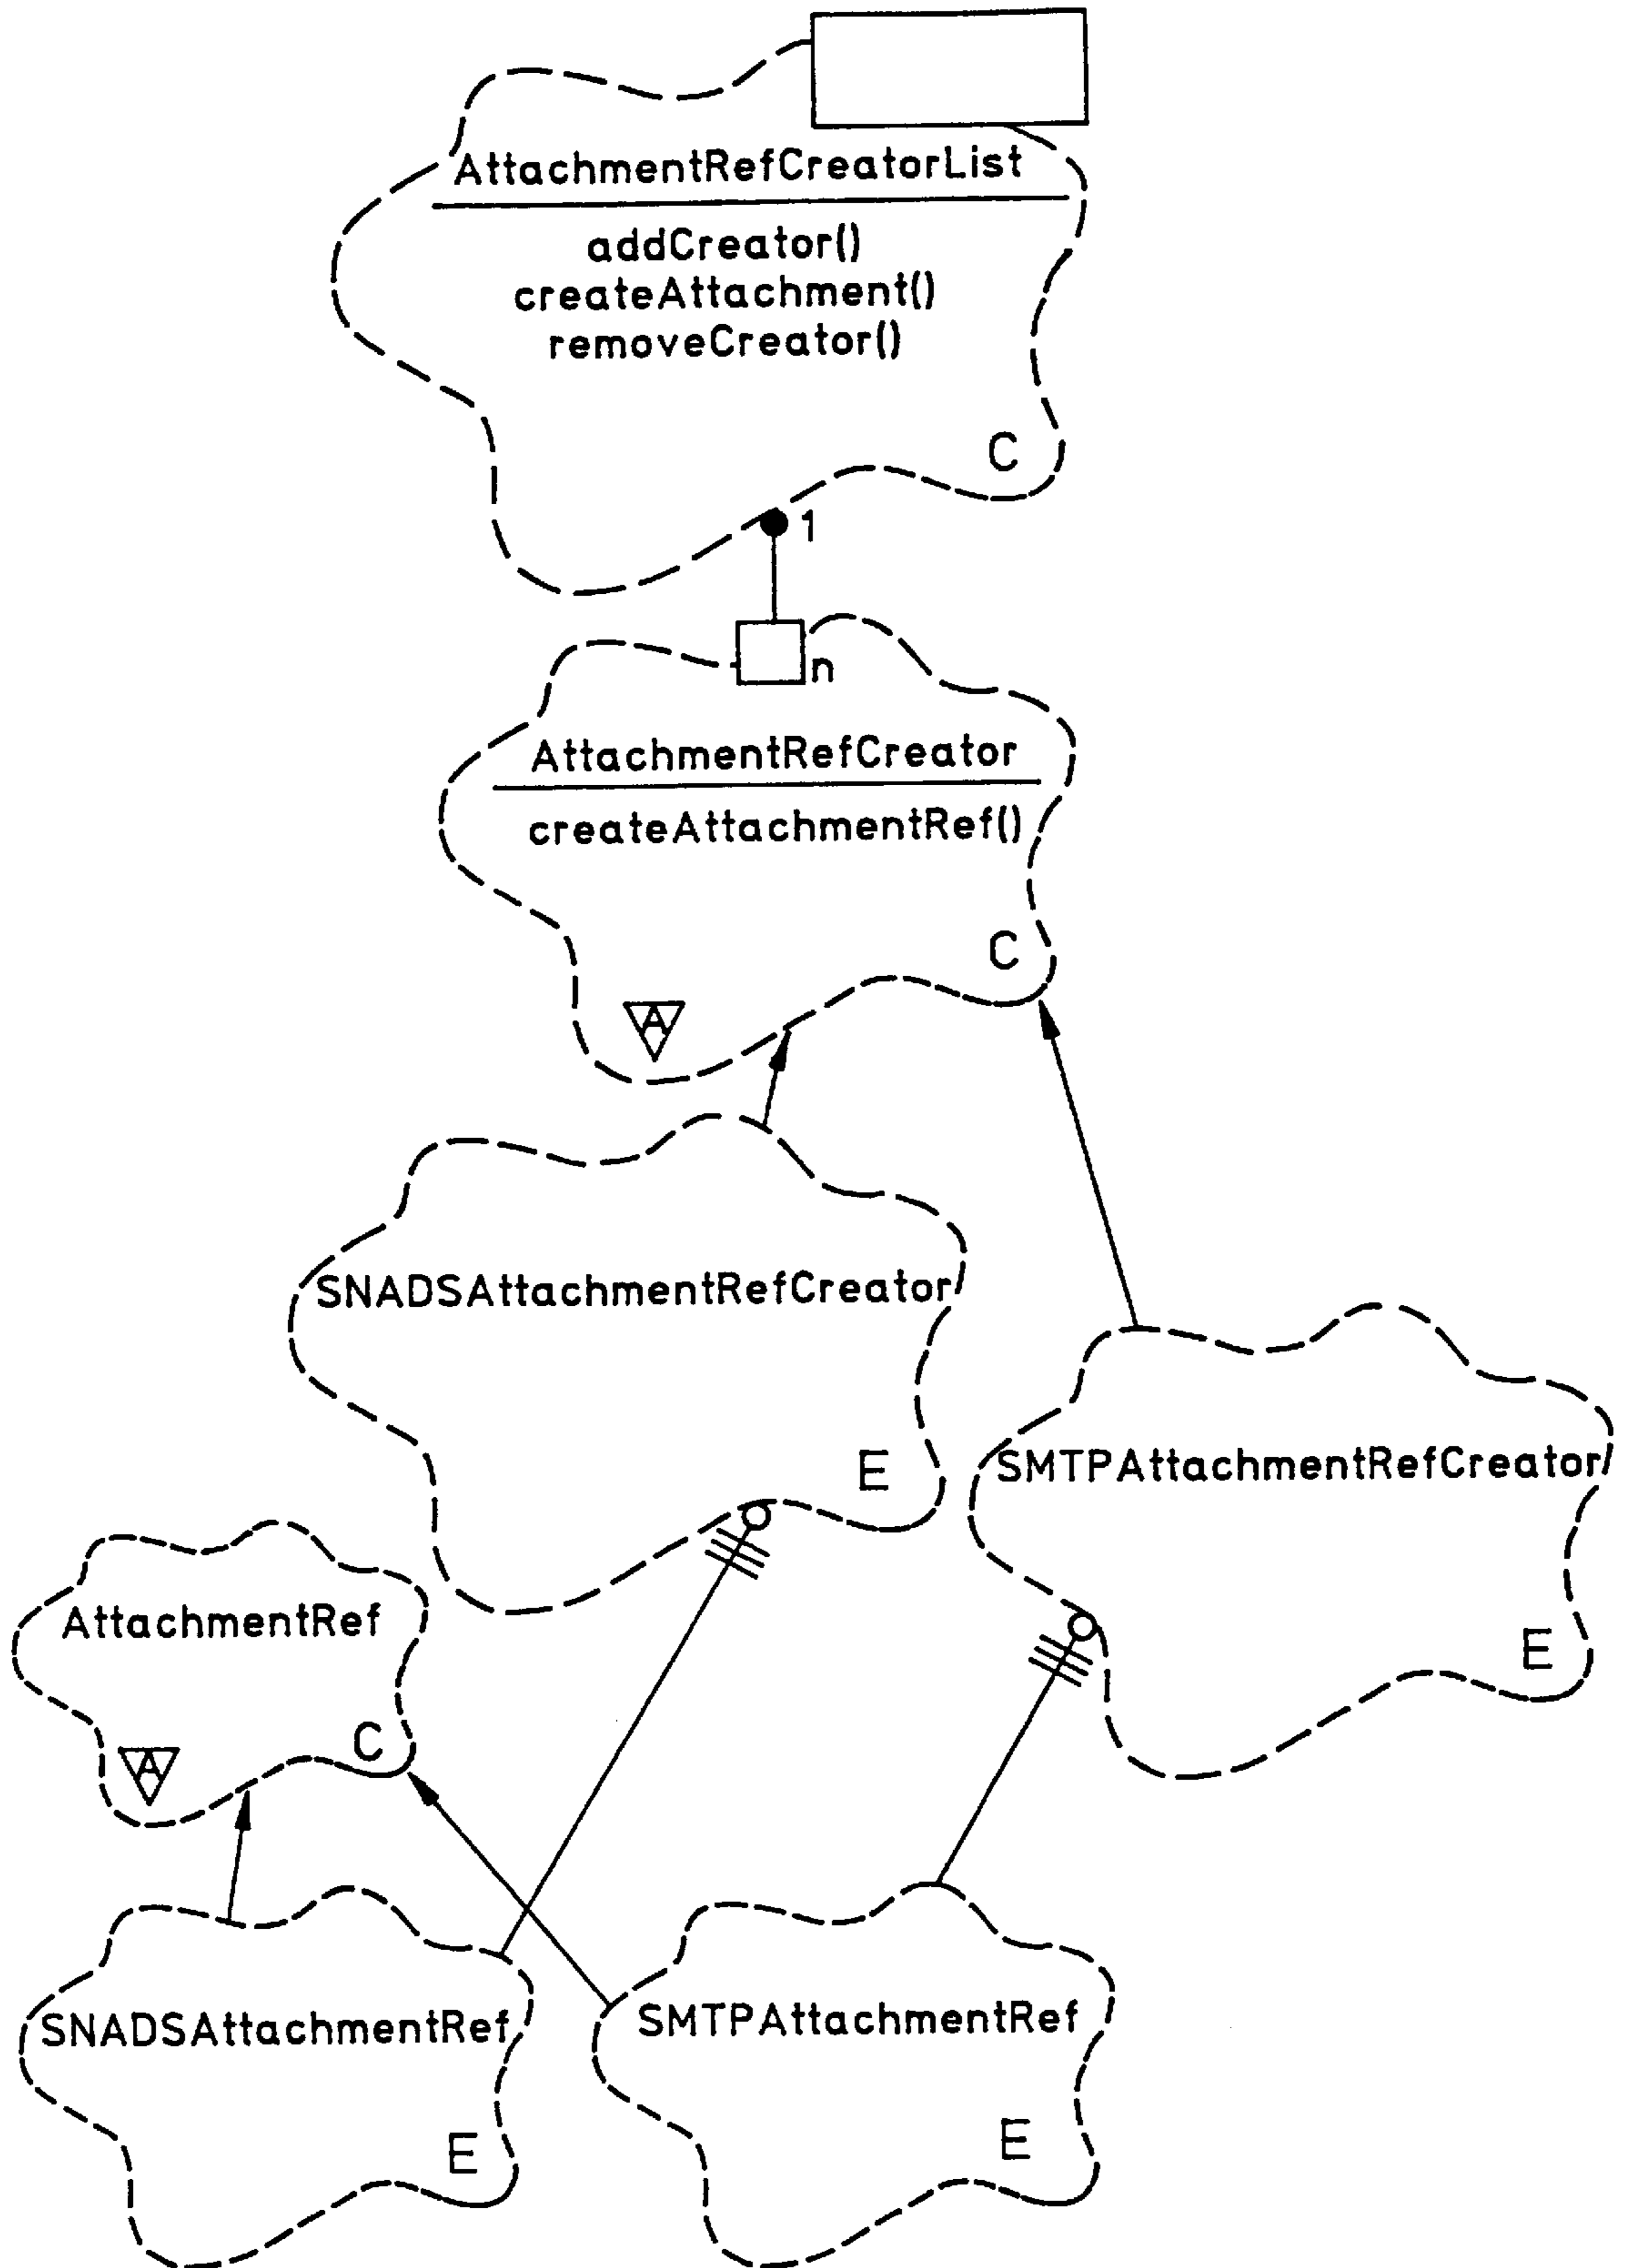 AttachmentRefCreatorList
addCreator()
createAttachment()
removeCreator()
C
1
n
AttachmentRefCreator
createAttachmentRef()
C
A
SNADSAttachmentRefCreator
E
SMTPAttachmentRefCreator
E
AttachmentRef
C
A
SNADSAttachmentRef
E
SMTPAttachmentRef
E